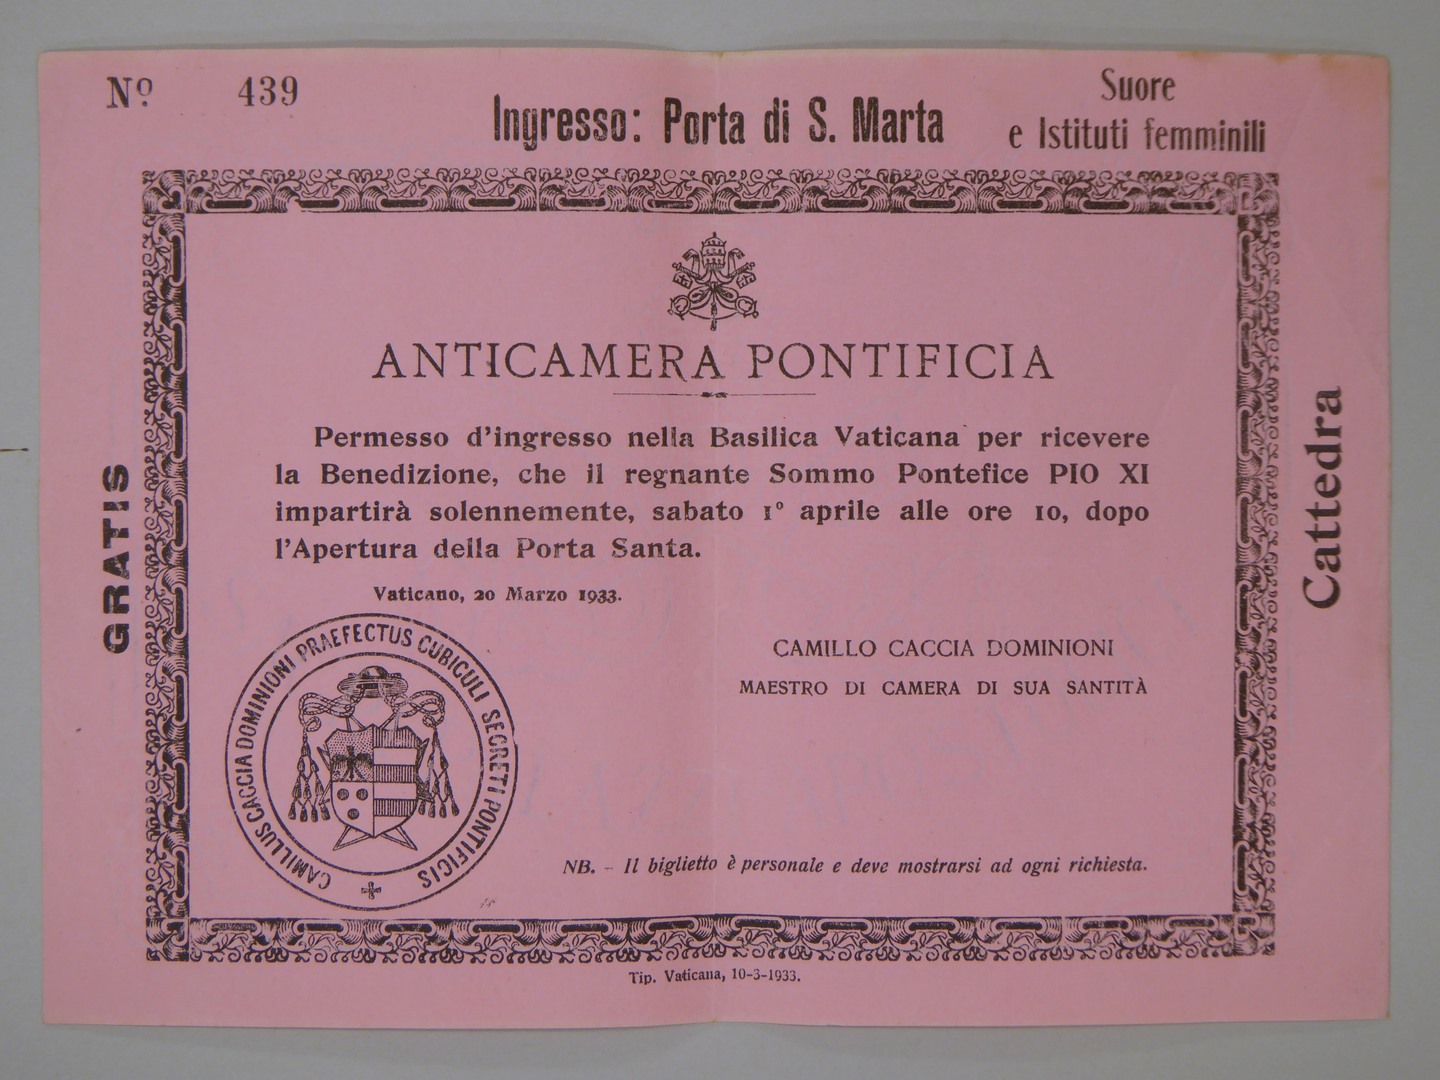 Nº 439
Ingresso: Porta di S. Marta
Suore
e Istituti femminili
GRATIS
Cattedra
ANTICAMERA PONTIFICIA
Permesso d'ingresso nella Basilica Vaticana per ricevere
la Benedizione, che il regnante Sommo Pontefice PIO XI
impartirà solennemente, sabato 1º aprile alle ore 10, dopo
l'Apertura della Porta Santa.
Vaticano, 20 Marzo 1933.
CAMILLUS CACCIA DOMINIONI PRAEFECTUS CUBICULI SECRETI PONTIFICIS
CAMILLO CACCIA DOMINIONI
MAESTRO DI CAMERA DI SUA SANTITÀ
NB. - Il biglietto è personale e deve mostrarsi ad ogni richiesta.
Tip. Vaticana, 10-3-1933.